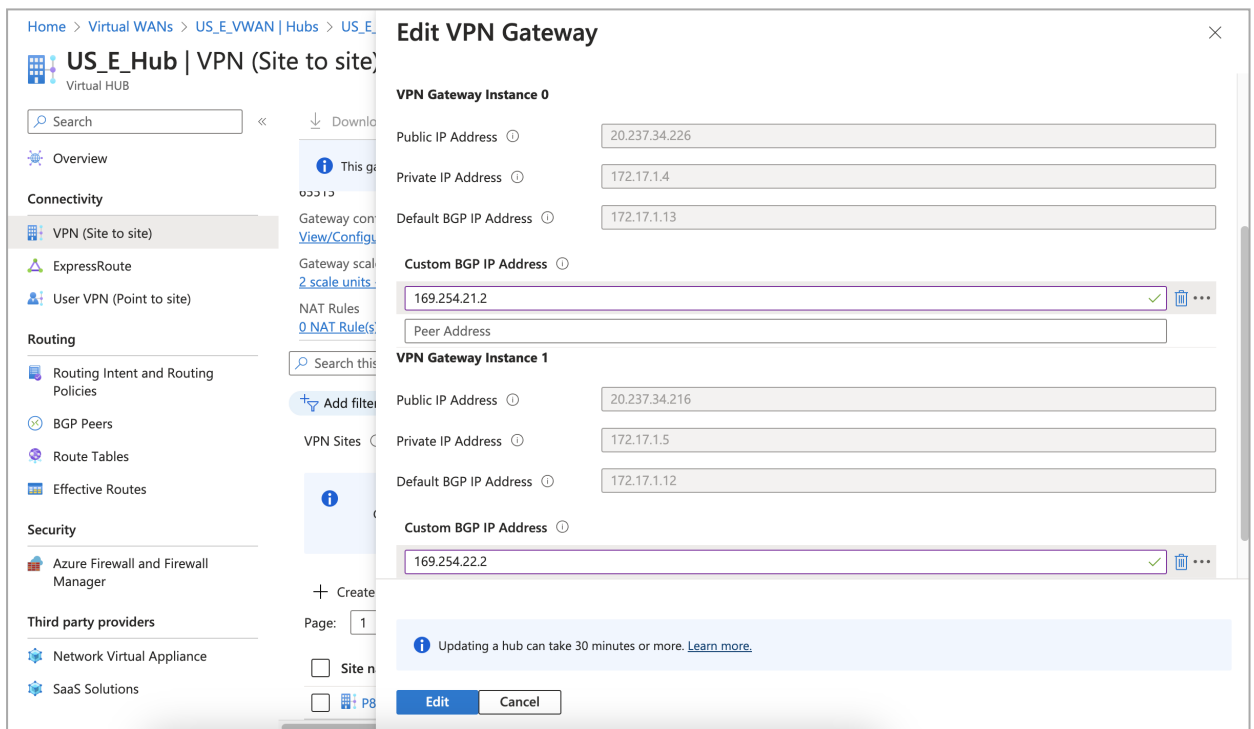 Home > Virtual WANs > US_E_VWAN | Hubs > US_E_
US_E_Hub | VPN (Site to site)
Virtual HUB
Search
«
Overview
Connectivity
VPN (Site to site)
ExpressRoute
User VPN (Point to site)
Routing
Routing Intent and Routing
Policies
BGP Peers
Route Tables
Effective Routes
Security
Azure Firewall and Firewall
Manager
Third party providers
Network Virtual Appliance
SaaS Solutions
Downlo
This ga
65515
Gateway con
View/Configu
Gateway scal
2 scale units
NAT Rules
0 NAT Rule(s)
Search this
Add filter
VPN Sites
Create
Page: 1
Site n
P8
Edit VPN Gateway
VPN Gateway Instance 0
Public IP Address 20.237.34.226
Private IP Address 172.17.1.4
Default BGP IP Address 172.17.1.13
Custom BGP IP Address
169.254.21.2
Peer Address
VPN Gateway Instance 1
Public IP Address 20.237.34.216
Private IP Address 172.17.1.5
Default BGP IP Address 172.17.1.12
Custom BGP IP Address
169.254.22.2
Updating a hub can take 30 minutes or more. Learn more.
Edit Cancel